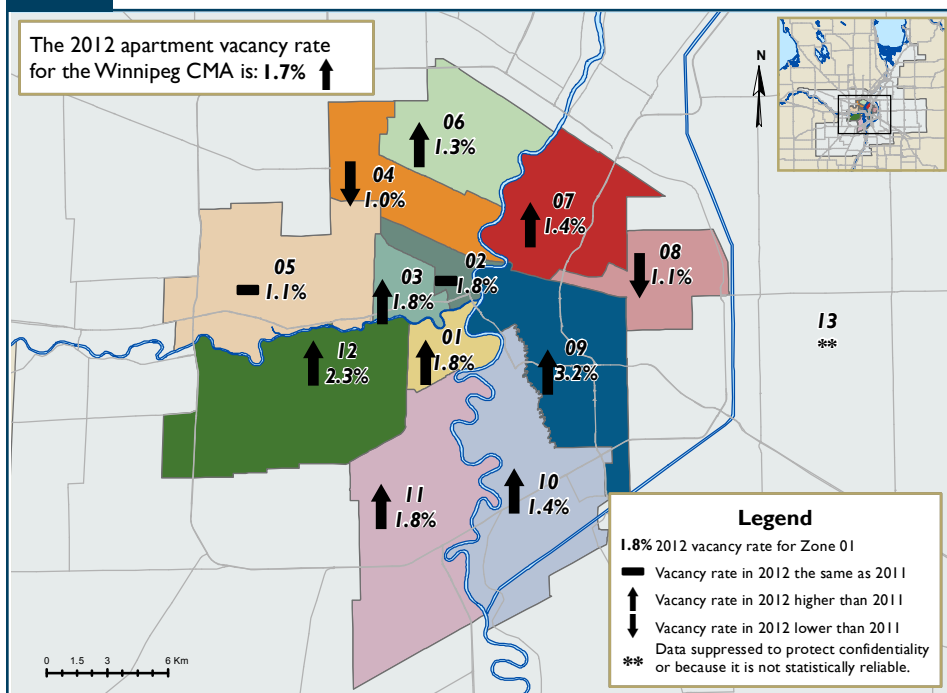 The 2012 apartment vacancy rate
for the Winnipeg CMA is: 1.7%
N
06
1.3%
04
1.0%
07
1.4%
05
1.1%
03
1.8%
02
1.8%
08
1.1%
13
**
12
2.3%
01
1.8%
09
3.2%
11
1.8%
10
1.4%
Legend
1.8% 2012 vacancy rate for Zone 01
Vacancy rate in 2012 the same as 2011
Vacancy rate in 2012 higher than 2011
Vacancy rate in 2012 lower than 2011
** Data suppressed to protect confidentiality
or because it is not statistically reliable.
0 1.5 3 6 Km